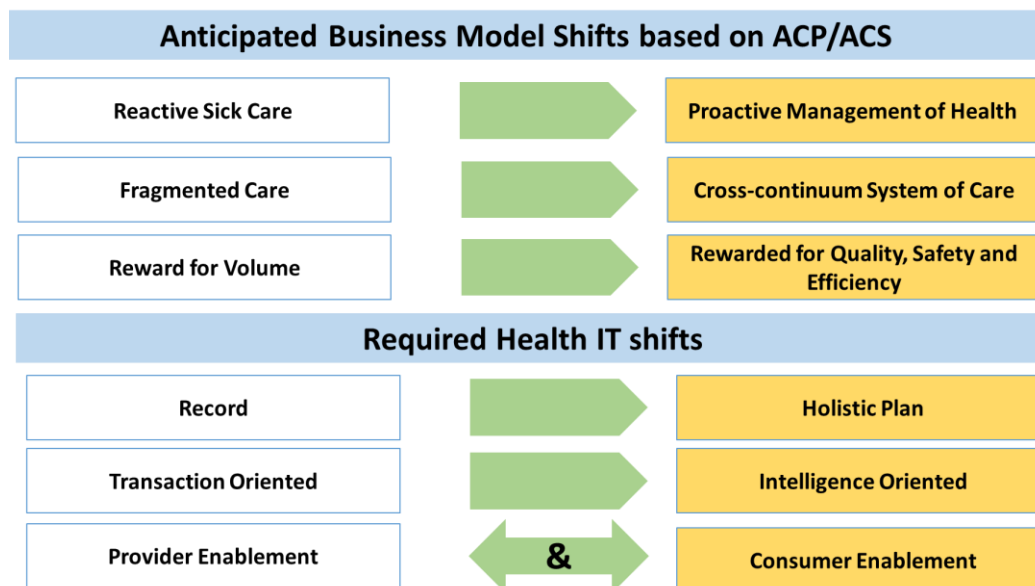 Anticipated Business Model Shifts based on ACP/ACS
Reactive Sick Care
Proactive Management of Health
Fragmented Care
Cross-continuum System of Care
Reward for Volume
Rewarded for Quality, Safety and
Efficiency
Required Health IT shifts
Record
Holistic Plan
Transaction Oriented
Intelligence Oriented
Provider Enablement
&
Consumer Enablement